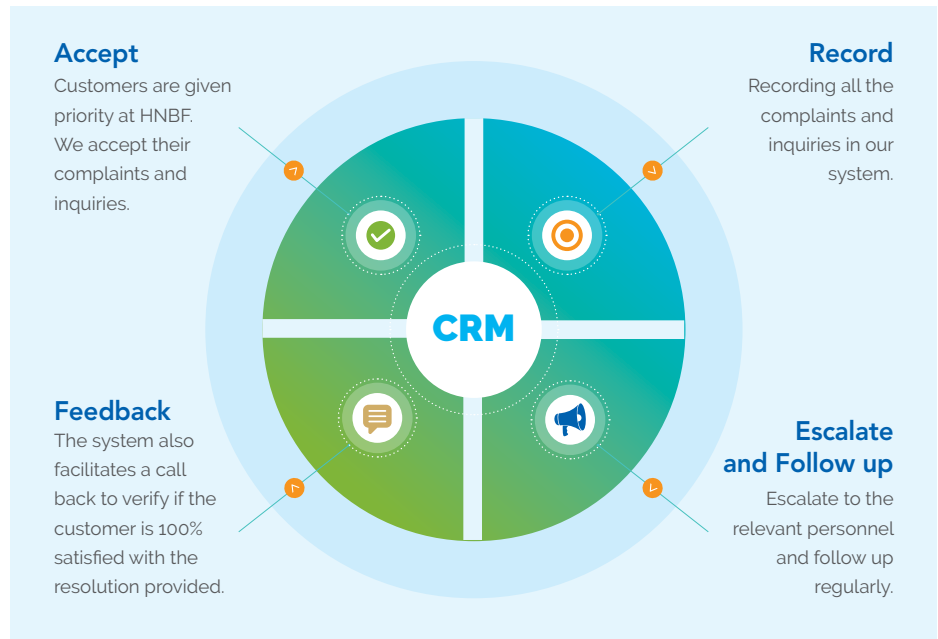 Accept
Customers are given
priority at HNBF.
We accept their
complaints and
inquiries.
Record
Recording all the
complaints and
inquiries in our
system.
CRM
Feedback
The system also
facilitates a call
back to verify if the
customer is 100%
satisfied with the
resolution provided.
Escalate
and Follow up
Escalate to the
relevant personnel
and follow up
regularly.